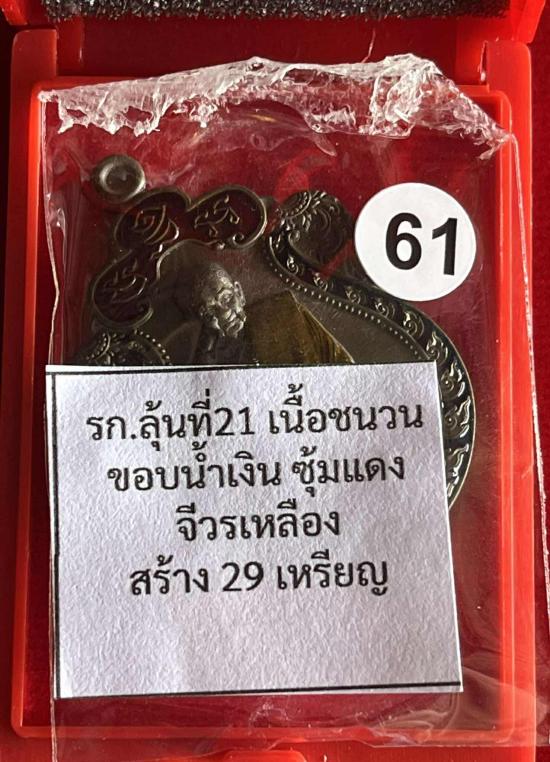 61
รก.ลุ้นที่21 เนื้อชนวน
ขอบน้ำเงิน ซุ้มแดง
จีวรเหลือง
สร้าง 29 เหรียญ